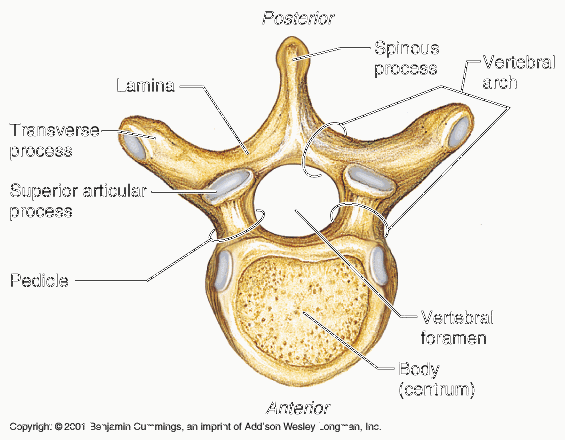 Posterior
Spinous
process
Vertebral
arch
Lamina
Transverse
process
Superior articular
process
Pedicle
Vertebral
foramen
Body
(centrum)
Anterior
Copyright © 2001 Benjamin Cummings, an imprint of Addison Wesley Longman, Inc.